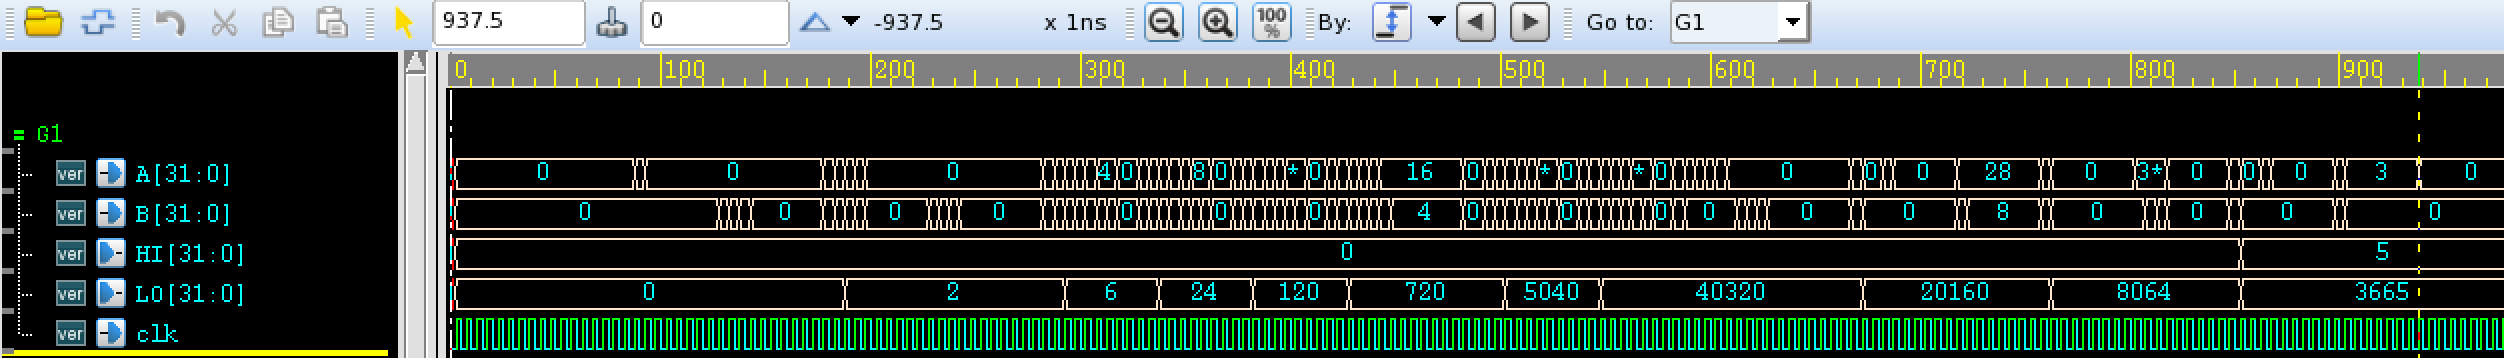 937.5 0 -937.5 x 1ns 100 % By: Go to: G1
0 100 200 300 400 500 600 700 800 900
G1
ver A[31:0] 0 0 0 4 0 8 0 * 0 16 0 * 0 * 0 0 0 0 28 0 3* 0 0 0 3 0
ver B[31:0] 0 0 0 0 0 0 0 4 0 0 0 0 0 0 8 0 0 0 0
ver HI[31:0] 0 5
ver LO[31:0] 0 2 6 24 120 720 5040 40320 20160 8064 3665
ver clk